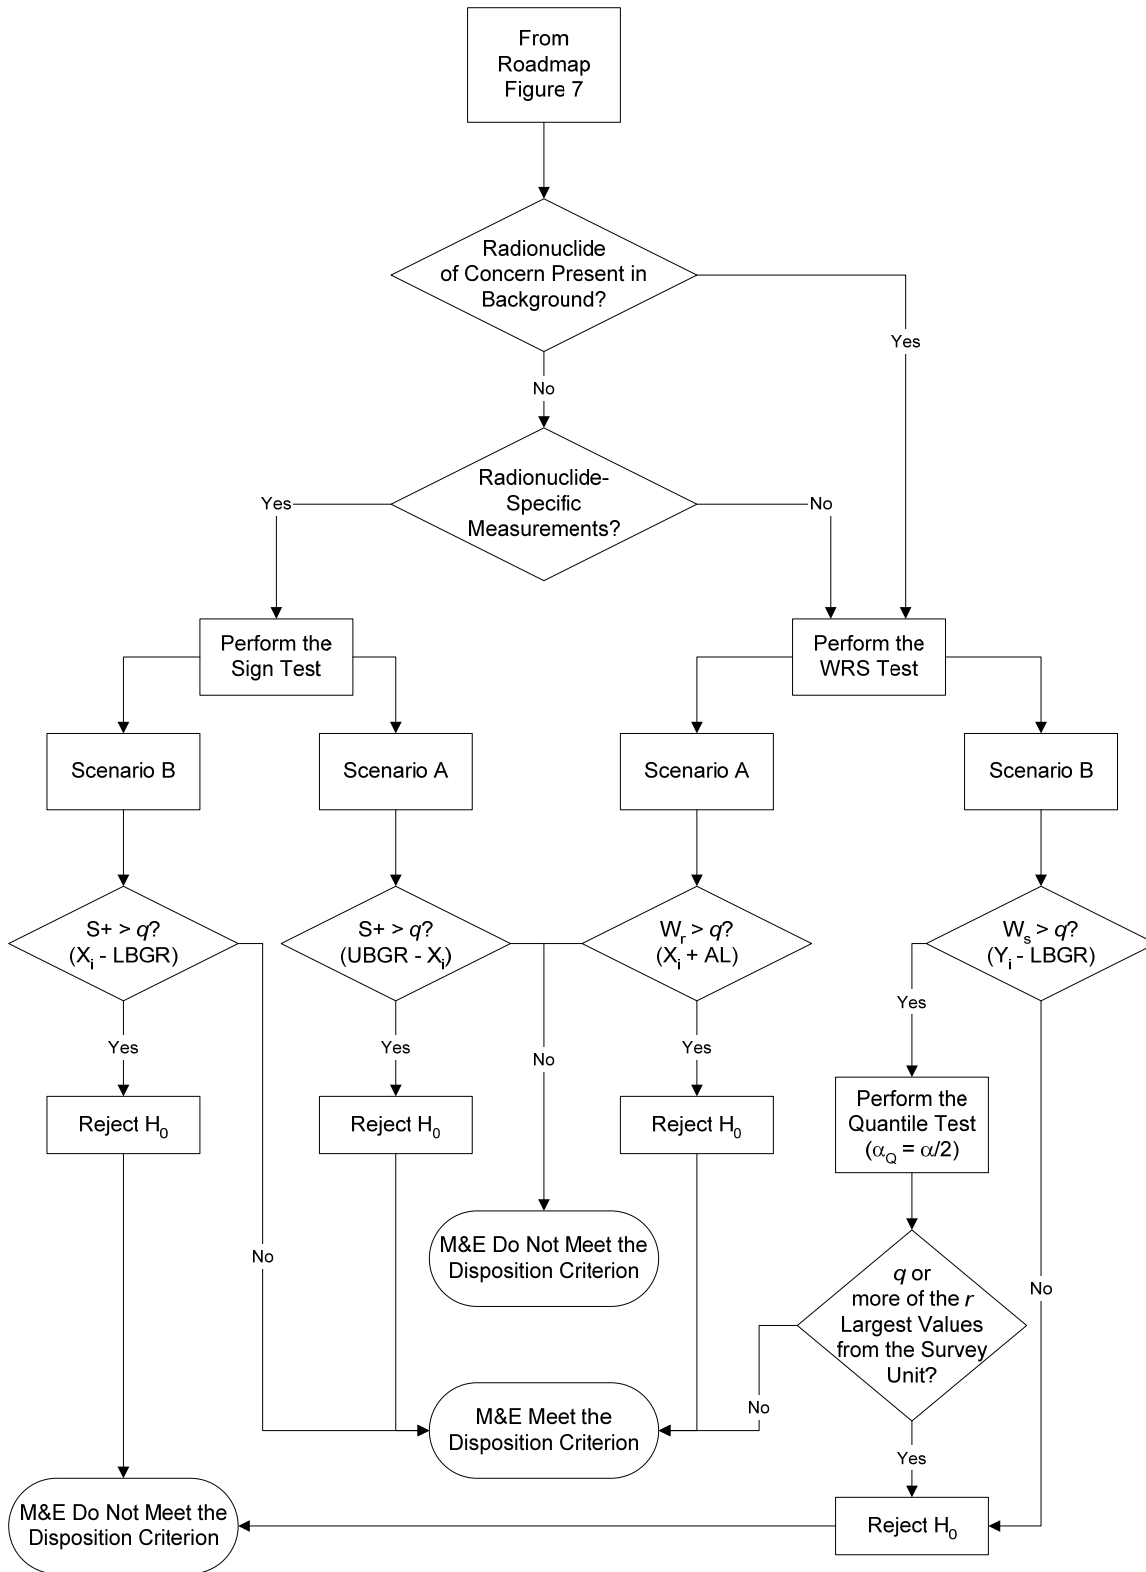 From
Roadmap
Figure 7
Radionuclide
of Concern Present in
Background?
Yes
No
Radionuclide-
Specific
Measurements?
Yes
No
Perform the
Sign Test
Perform the
WRS Test
Scenario B
Scenario A
Scenario A
Scenario B
S+ > q?
(Xi - LBGR)
S+ > q?
(UBGR - Xi)
Wr > q?
(Xi + AL)
Ws > q?
(Yi - LBGR)
Yes
Yes
No
Yes
Yes
Reject H0
Reject H0
Reject H0
Perform the
Quantile Test
(αQ = α/2)
No
M&E Do Not Meet the
Disposition Criterion
q or
more of the r
Largest Values
from the Survey
Unit?
No
No
M&E Meet the
Disposition Criterion
Yes
M&E Do Not Meet the
Disposition Criterion
Reject H0